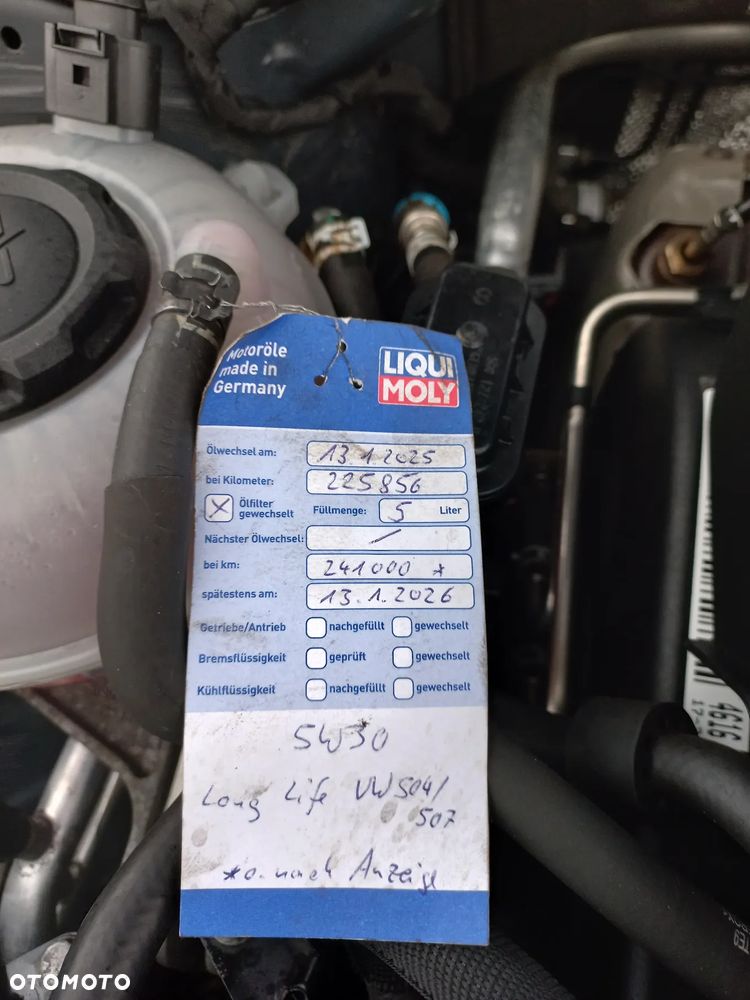 Motoröle
made in
Germany
LIQUI
MOLY
Ölwechsel am: 13.1.2025
bei Kilometer: 225856
X Ölfilter gewechselt Füllmenge: 5 Liter
Nächster Ölwechsel: /
bei km: 241000 *
spätestens am: 13.1.2026
Getriebe/Antrieb nachgefüllt gewechselt
Bremsflüssigkeit geprüft gewechselt
Kühlflüssigkeit nachgefüllt gewechselt
5W30
Long Life VW504/
507
*o. nach Anzeige
4616
OTOMOTO